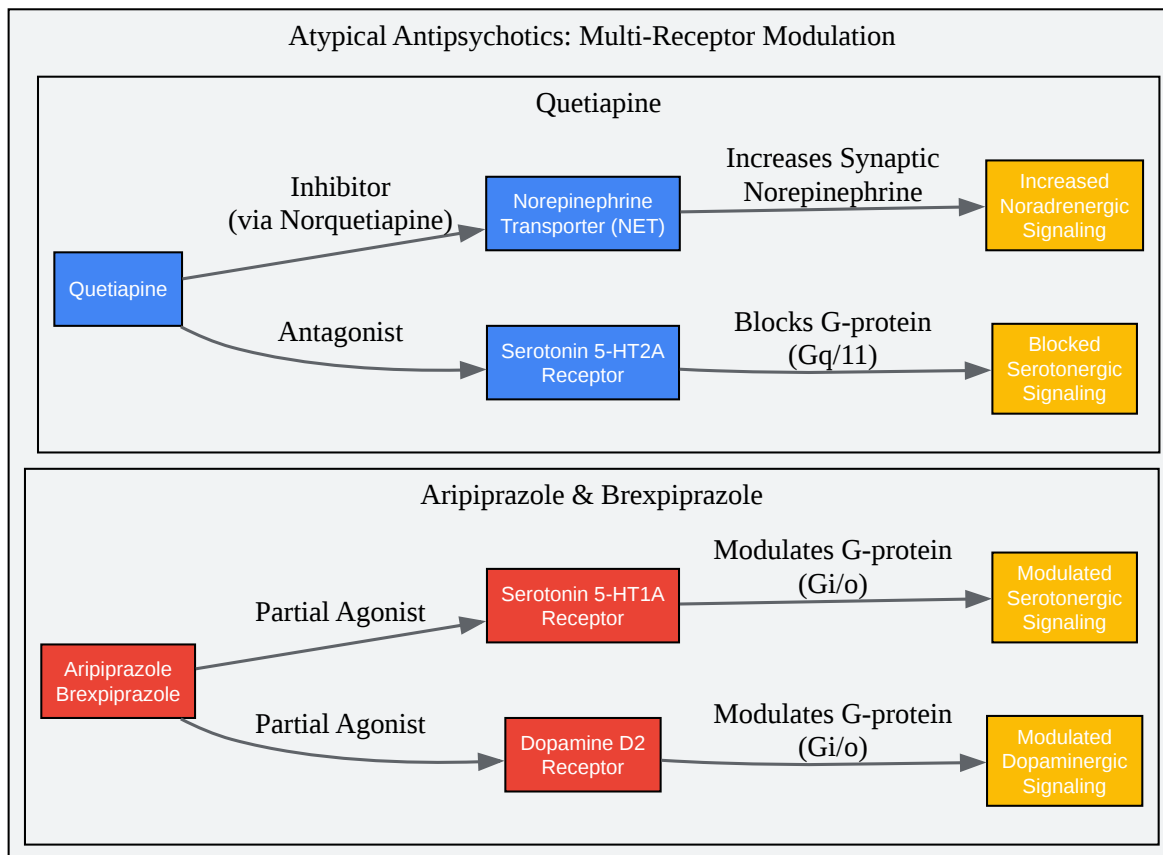 Atypical Antipsychotics: Multi-Receptor Modulation
Quetiapine
Quetiapine
Inhibitor
(via Norquetiapine)
Norepinephrine
Transporter (NET)
Increases Synaptic
Norepinephrine
Increased
Noradrenergic
Signaling
Antagonist
Serotonin 5-HT2A
Receptor
Blocks G-protein
(Gq/11)
Blocked
Serotonergic
Signaling
Aripiprazole & Brexpiprazole
Aripiprazole
Brexpiprazole
Partial Agonist
Serotonin 5-HT1A
Receptor
Modulates G-protein
(Gi/o)
Modulated
Serotonergic
Signaling
Partial Agonist
Dopamine D2
Receptor
Modulates G-protein
(Gi/o)
Modulated
Dopaminergic
Signaling